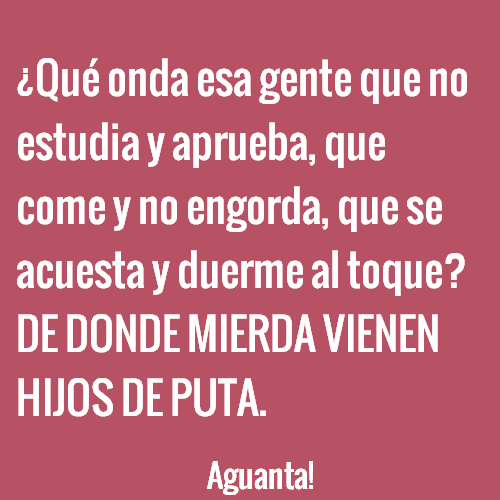 ¿Qué onda esa gente que no
estudia y aprueba, que
come y no engorda, que se
acuesta y duerme al toque?
DE DONDE MIERDA VIENEN
HIJOS DE PUTA.
Aguanta!